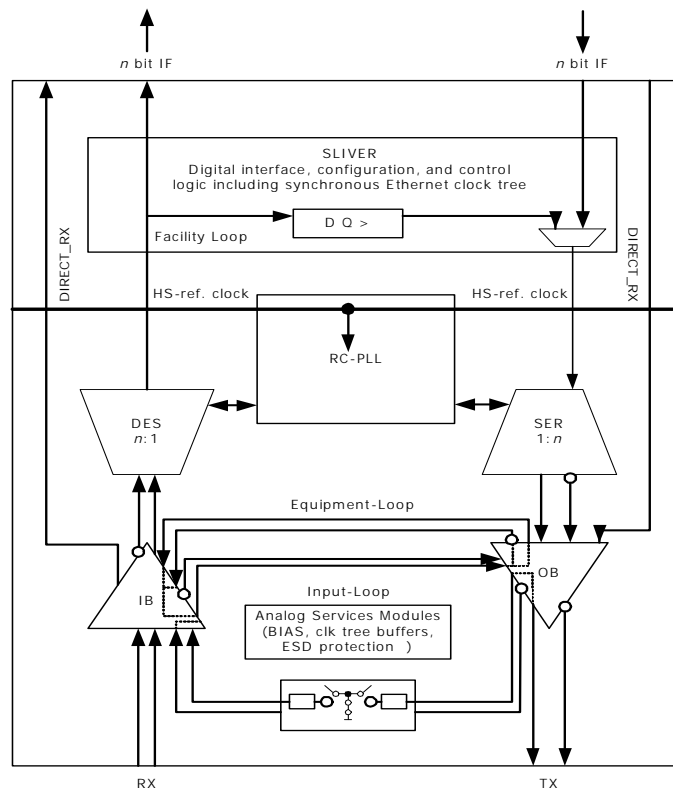 n bit IF
n bit IF
SLIVER
Digital interface, configuration, and control
logic including synchronous Ethernet clock tree
D Q >
Facility Loop
DIRECT_RX
DIRECT_RX
HS-ref. clock
HS-ref. clock
RC-PLL
DES
n:1
SER
1:n
Equipment-Loop
IB
OB
Input-Loop
Analog Services Modules
(BIAS, clk tree buffers,
ESD protection )
RX
TX